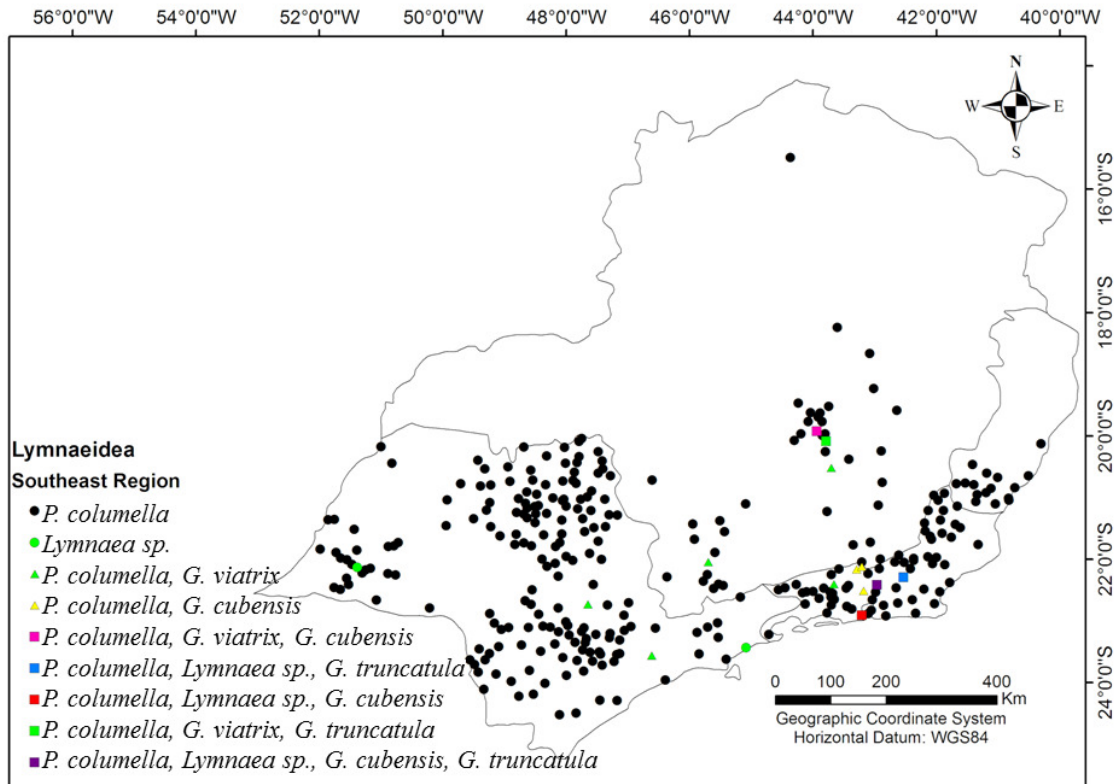 56°0'0"W 54°0'0"W 52°0'0"W 50°0'0"W 48°0'0"W 46°0'0"W 44°0'0"W 42°0'0"W 40°0'0"W
N
W E
S
16°0'0"S
18°0'0"S
20°0'0"S
22°0'0"S
24°0'0"S
Lymnaeidea
Southeast Region
P. columella
Lymnaea sp.
P. columella, G. viatrix
P. columella, G. cubensis
P. columella, G. viatrix, G. cubensis
P. columella, Lymnaea sp., G. truncatula
P. columella, Lymnaea sp., G. cubensis
P. columella, G. viatrix, G. truncatula
P. columella, Lymnaea sp., G. cubensis, G. truncatula
0 100 200 400 Km
Geographic Coordinate System
Horizontal Datum: WGS84